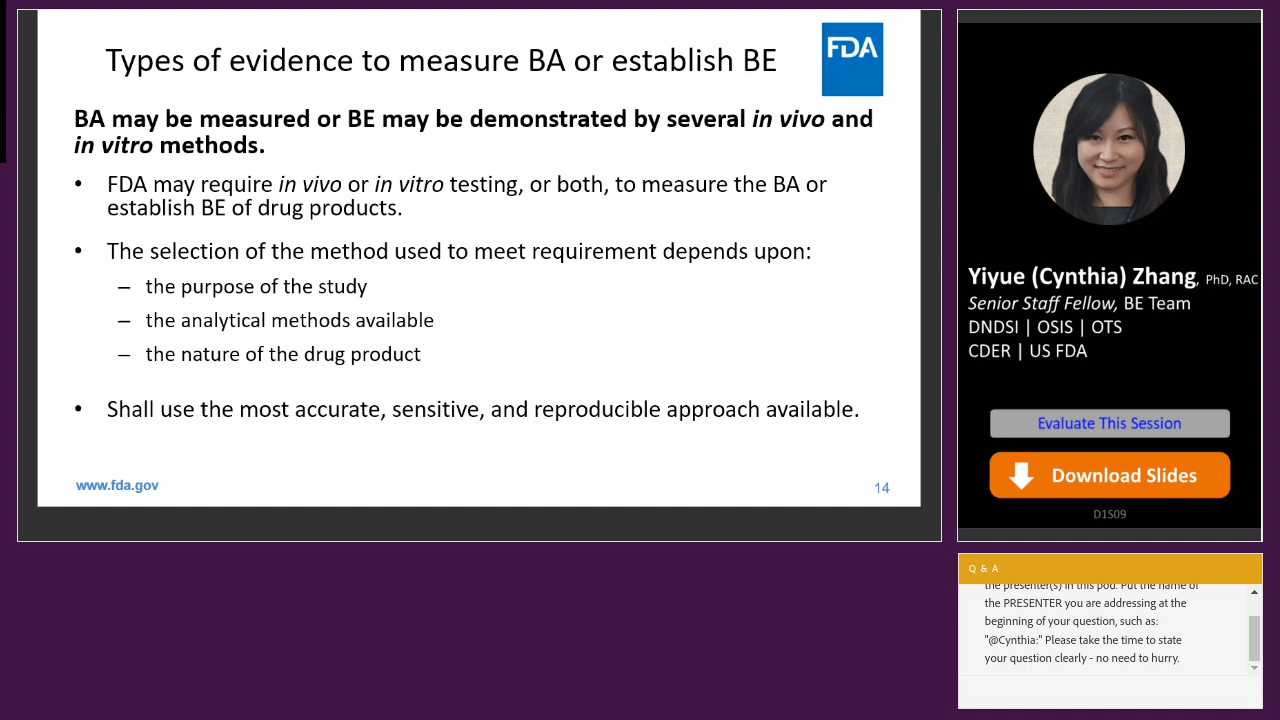 Types of evidence to measure BA or establish BE
FDA
BA may be measured or BE may be demonstrated by several in vivo and
in vitro methods.
• FDA may require in vivo or in vitro testing, or both, to measure the BA or
establish BE of drug products.
• The selection of the method used to meet requirement depends upon:
– the purpose of the study
– the analytical methods available
– the nature of the drug product
• Shall use the most accurate, sensitive, and reproducible approach available.
www.fda.gov
14
Yiyue (Cynthia) Zhang, PhD, RAC
Senior Staff Fellow, BE Team
DNDSI | OSIS | OTS
CDER | US FDA
Evaluate This Session
Download Slides
D1S09
Q & A
the presenter(s) in this pod. Put the name of
the PRESENTER you are addressing at the
beginning of your question, such as:
"@Cynthia:" Please take the time to state
your question clearly - no need to hurry.